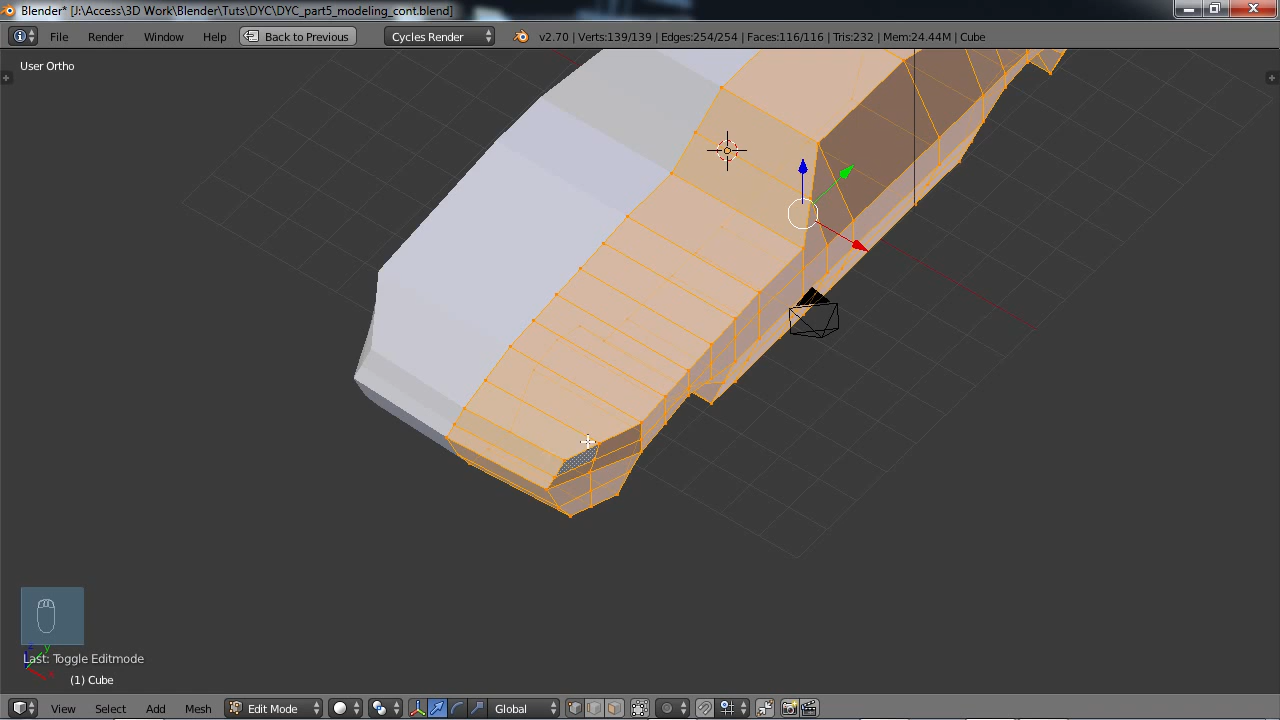 Blender* [J:\Access\3D Work\Blender\Tuts\DYC\DYC_part5_modeling_cont.blend]
File Render Window Help Back to Previous Cycles Render v2.70 | Verts:139/139 | Edges:254/254 | Faces:116/116 | Tris:232 | Mem:24.44M | Cube
User Ortho
Last: Toggle Editmode
(1) Cube
View Select Add Mesh Edit Mode Global